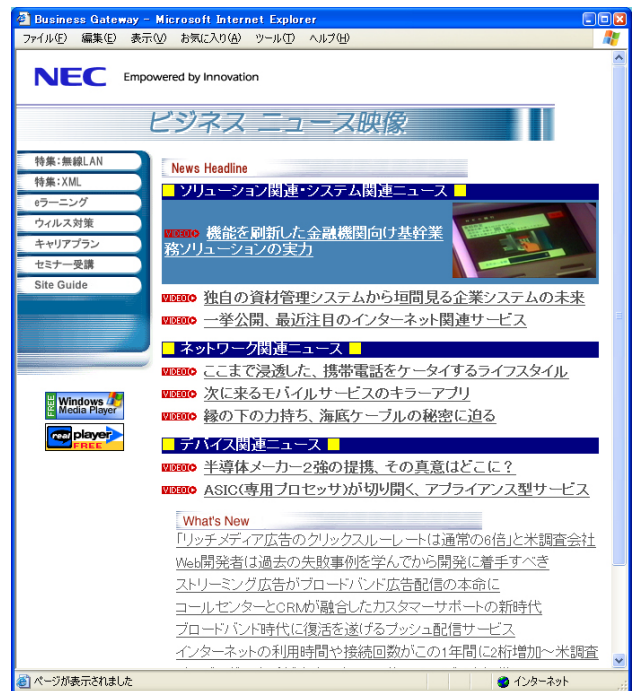 Business Gateway - Microsoft Internet Explorer
ファイル(F) 編集(E) 表示(V) お気に入り(A) ツール(T) ヘルプ(H)
NEC Empowered by Innovation
ビジネス ニュース映像
特集:無線LAN
特集:XML
eラーニング
ウィルス対策
キャリアプラン
セミナー受講
Site Guide
FREE Windows Media Player
real player FREE
News Headline
ソリューション関連・システム関連ニュース
VIDEO 機能を刷新した金融機関向け基幹業
務ソリューションの実力
VIDEO 独自の資材管理システムから垣間見る企業システムの未来
VIDEO 一挙公開、最近注目のインターネット関連サービス
ネットワーク関連ニュース
VIDEO ここまで浸透した、携帯電話をケータイするライフスタイル
VIDEO 次に来るモバイルサービスのキラーアプリ
VIDEO 縁の下の力持ち、海底ケーブルの秘密に迫る
デバイス関連ニュース
VIDEO 半導体メーカー2強の提携、その真意はどこに？
VIDEO ASIC(専用プロセッサ)が切り開く、アプライアンス型サービス
What's New
「リッチメディア広告のクリックスルーレートは通常の6倍」と米調査会社
Web開発者は過去の失敗事例を学んでから開発に着手すべき
ストリーミング広告がブロードバンド広告配信の本命に
コールセンターとCRMが融合したカスタマーサポートの新時代
ブロードバンド時代に復活を遂げるプッシュ配信サービス
インターネットの利用時間や接続回数がこの1年間に2桁増加～米調査
ページが表示されました インターネット